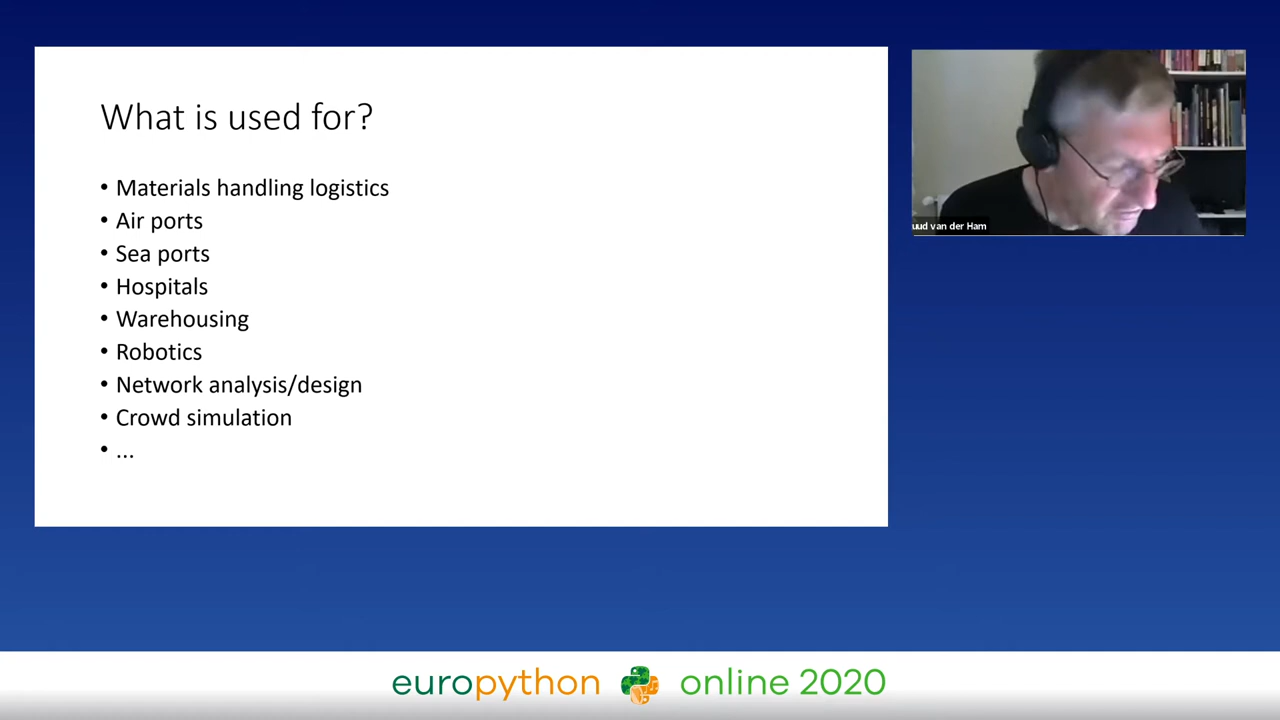 What is used for?
• Materials handling logistics
• Air ports
• Sea ports
• Hospitals
• Warehousing
• Robotics
• Network analysis/design
• Crowd simulation
• ...
uud van der Ham
europython online 2020